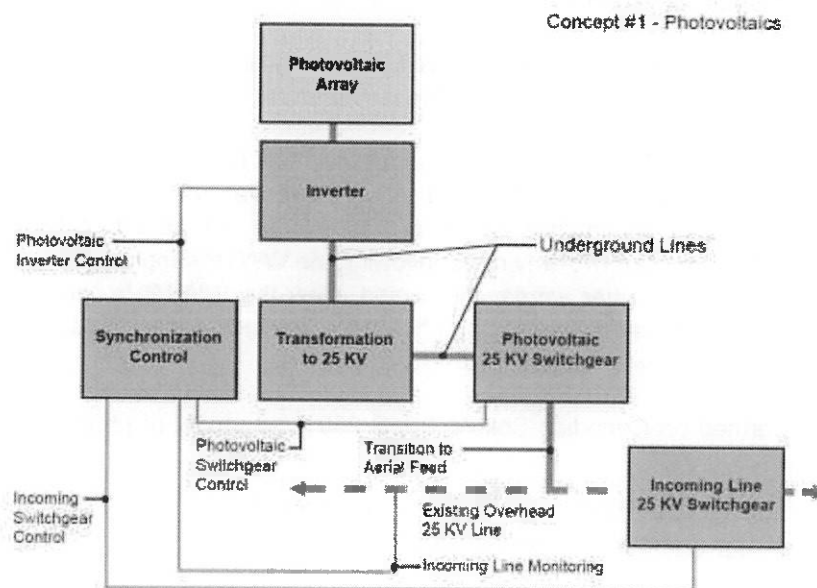 Concept #1 - Photovoltaics
Photovoltaic
Array
Inverter
Photovoltaic
Inverter Control
Underground Lines
Synchronization
Control
Transformation
to 25 KV
Photovoltaic
25 KV Switchgear
Photovoltaic
Switchgear
Control
Transition to
Aerial Feed
Incoming
Switchgear
Control
Existing Overhead
25 KV Line
Incoming Line
25 KV Switchgear
Incoming Line Monitoring